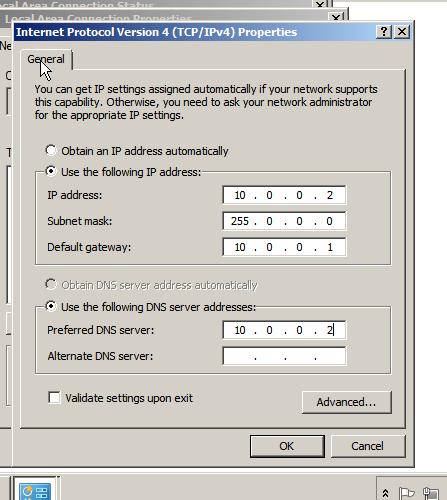 Local Area Connection Status
Local Area Connection Properties
Internet Protocol Version 4 (TCP/IPv4) Properties
General
You can get IP settings assigned automatically if your network supports
this capability. Otherwise, you need to ask your network administrator
for the appropriate IP settings.
Obtain an IP address automatically
Use the following IP address:
IP address: 10 . 0 . 0 . 2
Subnet mask: 255 . 0 . 0 . 0
Default gateway: 10 . 0 . 0 . 1
Obtain DNS server address automatically
Use the following DNS server addresses:
Preferred DNS server: 10 . 0 . 0 . 2
Alternate DNS server: . . .
Validate settings upon exit
Advanced...
OK Cancel